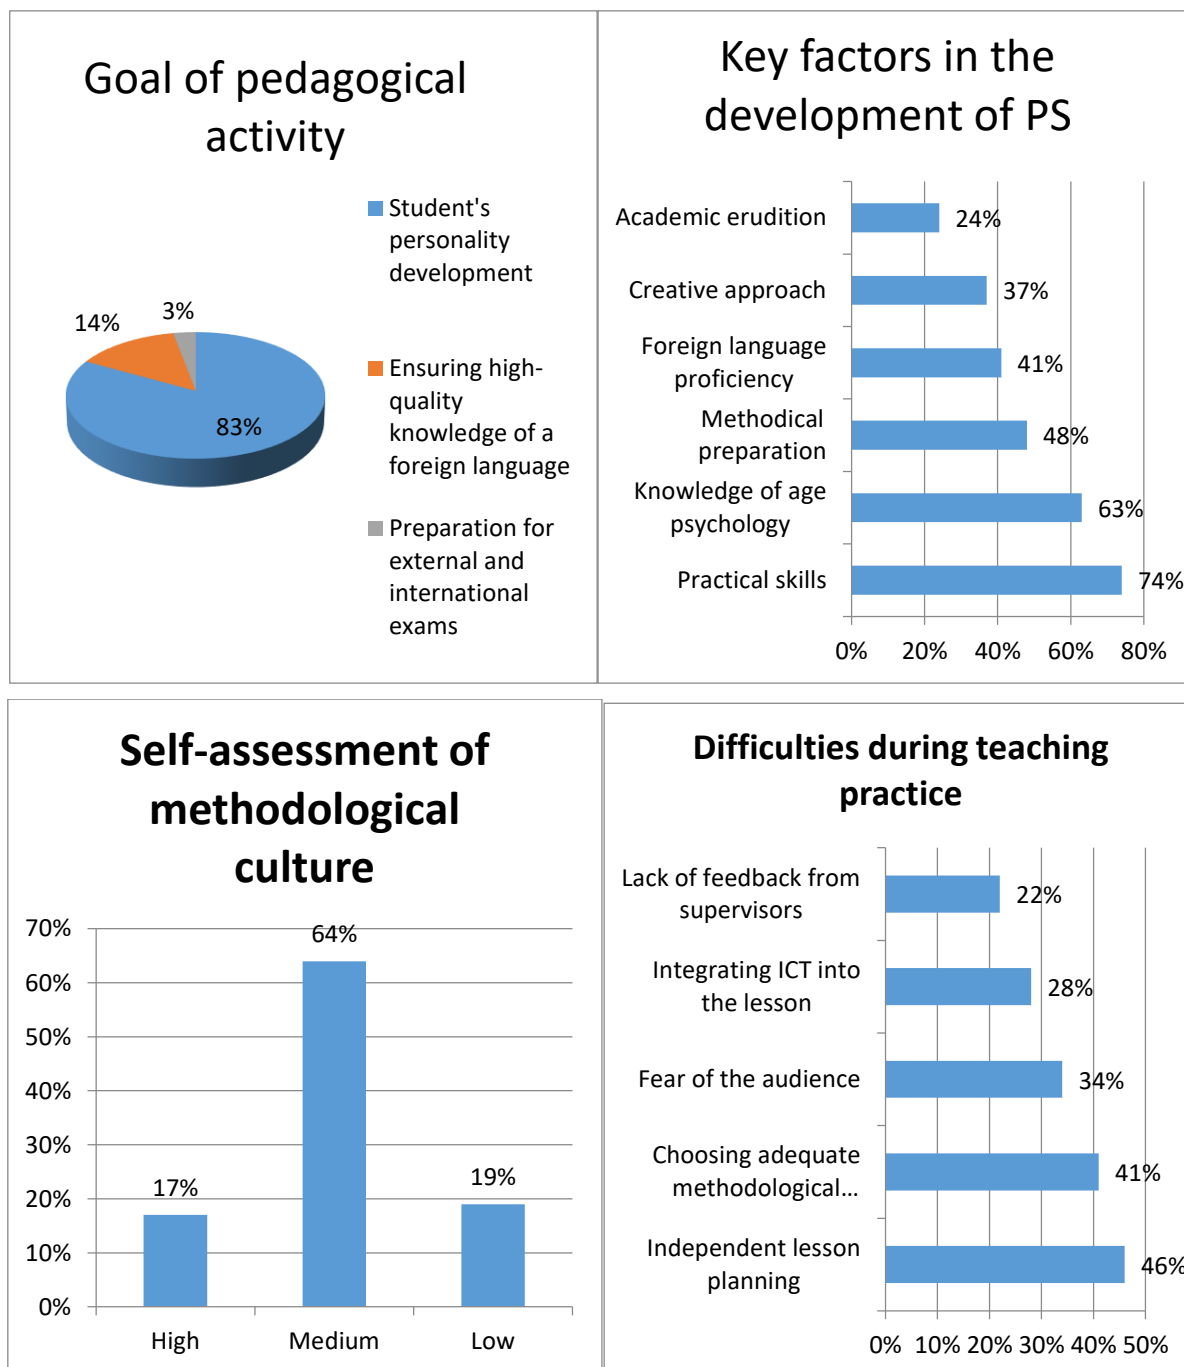 Goal of pedagogical
activity
Student's
personality
development
Ensuring high-
quality
knowledge of a
foreign language
Preparation for
external and
international
exams
14%
3%
83%
Key factors in the
development of PS
Academic erudition
24%
Creative approach
37%
Foreign language
proficiency
41%
Methodical
preparation
48%
Knowledge of age
psychology
63%
Practical skills
74%
0% 20% 40% 60% 80%
Self-assessment of
methodological
culture
70%
60%
50%
40%
30%
20%
10%
0%
17%
64%
19%
High Medium Low
Difficulties during teaching
practice
Lack of feedback from
supervisors
22%
Integrating ICT into
the lesson
28%
Fear of the audience
34%
Choosing adequate
methodological...
41%
Independent lesson
planning
46%
0% 10% 20% 30% 40% 50%